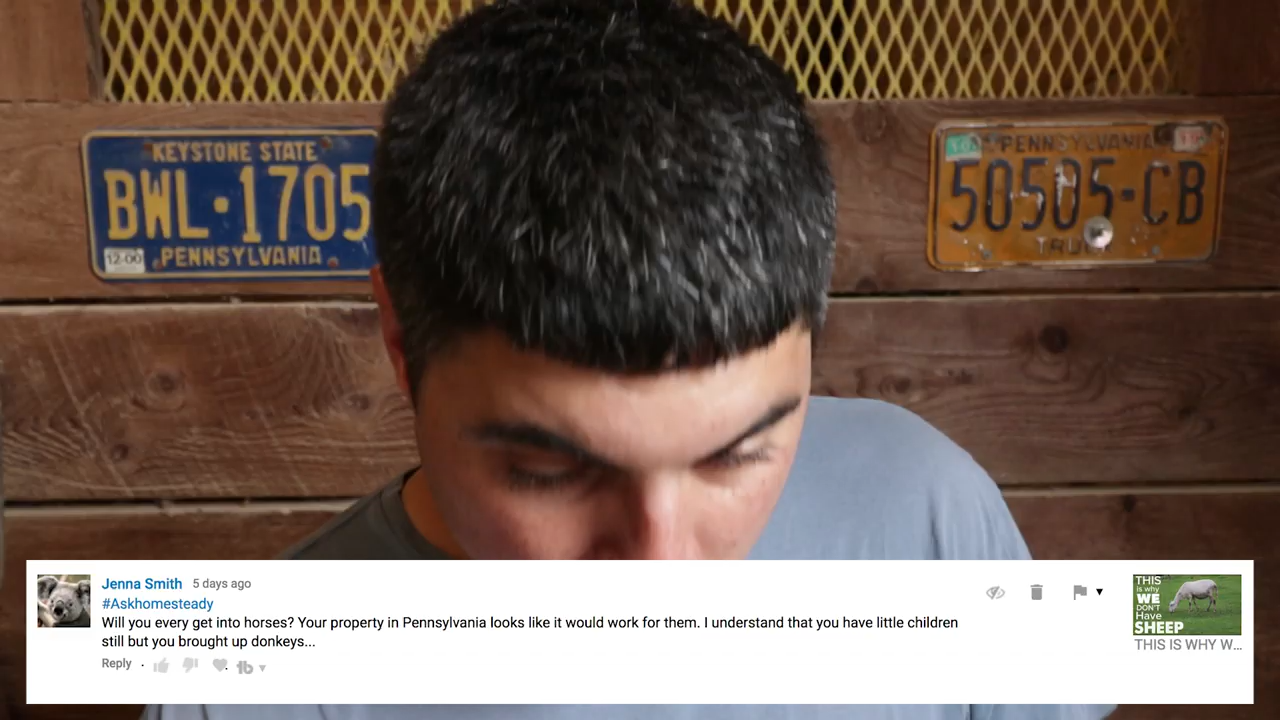 KEYSTONE STATE
BWL·1705
12-00
PENNSYLVANIA
PENNSYLVANIA
50505-CB
TRUCK
Jenna Smith 5 days ago
#Askhomesteady
Will you every get into horses? Your property in Pennsylvania looks like it would work for them. I understand that you have little children
still but you brought up donkeys...
Reply
THIS
is why
WE
DON'T
Have
SHEEP
THIS IS WHY W...